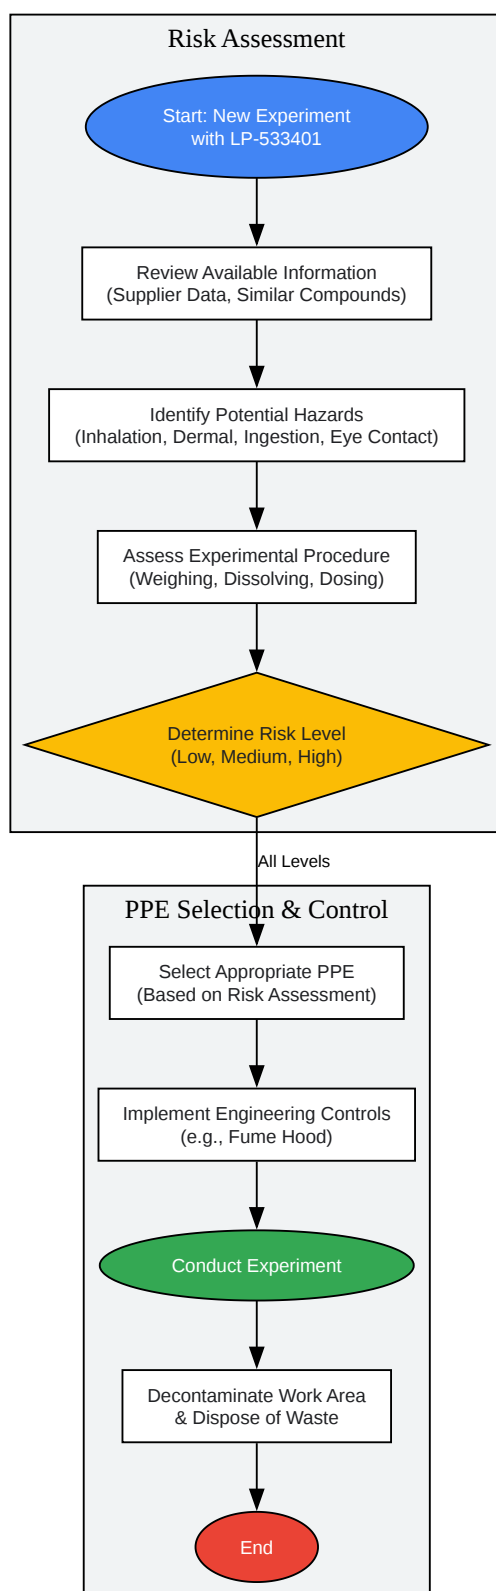 Risk Assessment
Start: New Experiment
with LP-533401
Review Available Information
(Supplier Data, Similar Compounds)
Identify Potential Hazards
(Inhalation, Dermal, Ingestion, Eye Contact)
Assess Experimental Procedure
(Weighing, Dissolving, Dosing)
Determine Risk Level
(Low, Medium, High)
All Levels
PPE Selection & Control
Select Appropriate PPE
(Based on Risk Assessment)
Implement Engineering Controls
(e.g., Fume Hood)
Conduct Experiment
Decontaminate Work Area
& Dispose of Waste
End